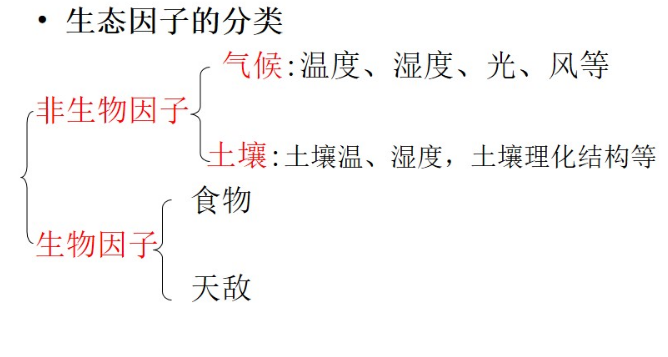 • 生态因子的分类
气候:温度、湿度、光、风等
非生物因子
土壤:土壤温、湿度，土壤理化结构等
食物
生物因子
天敌